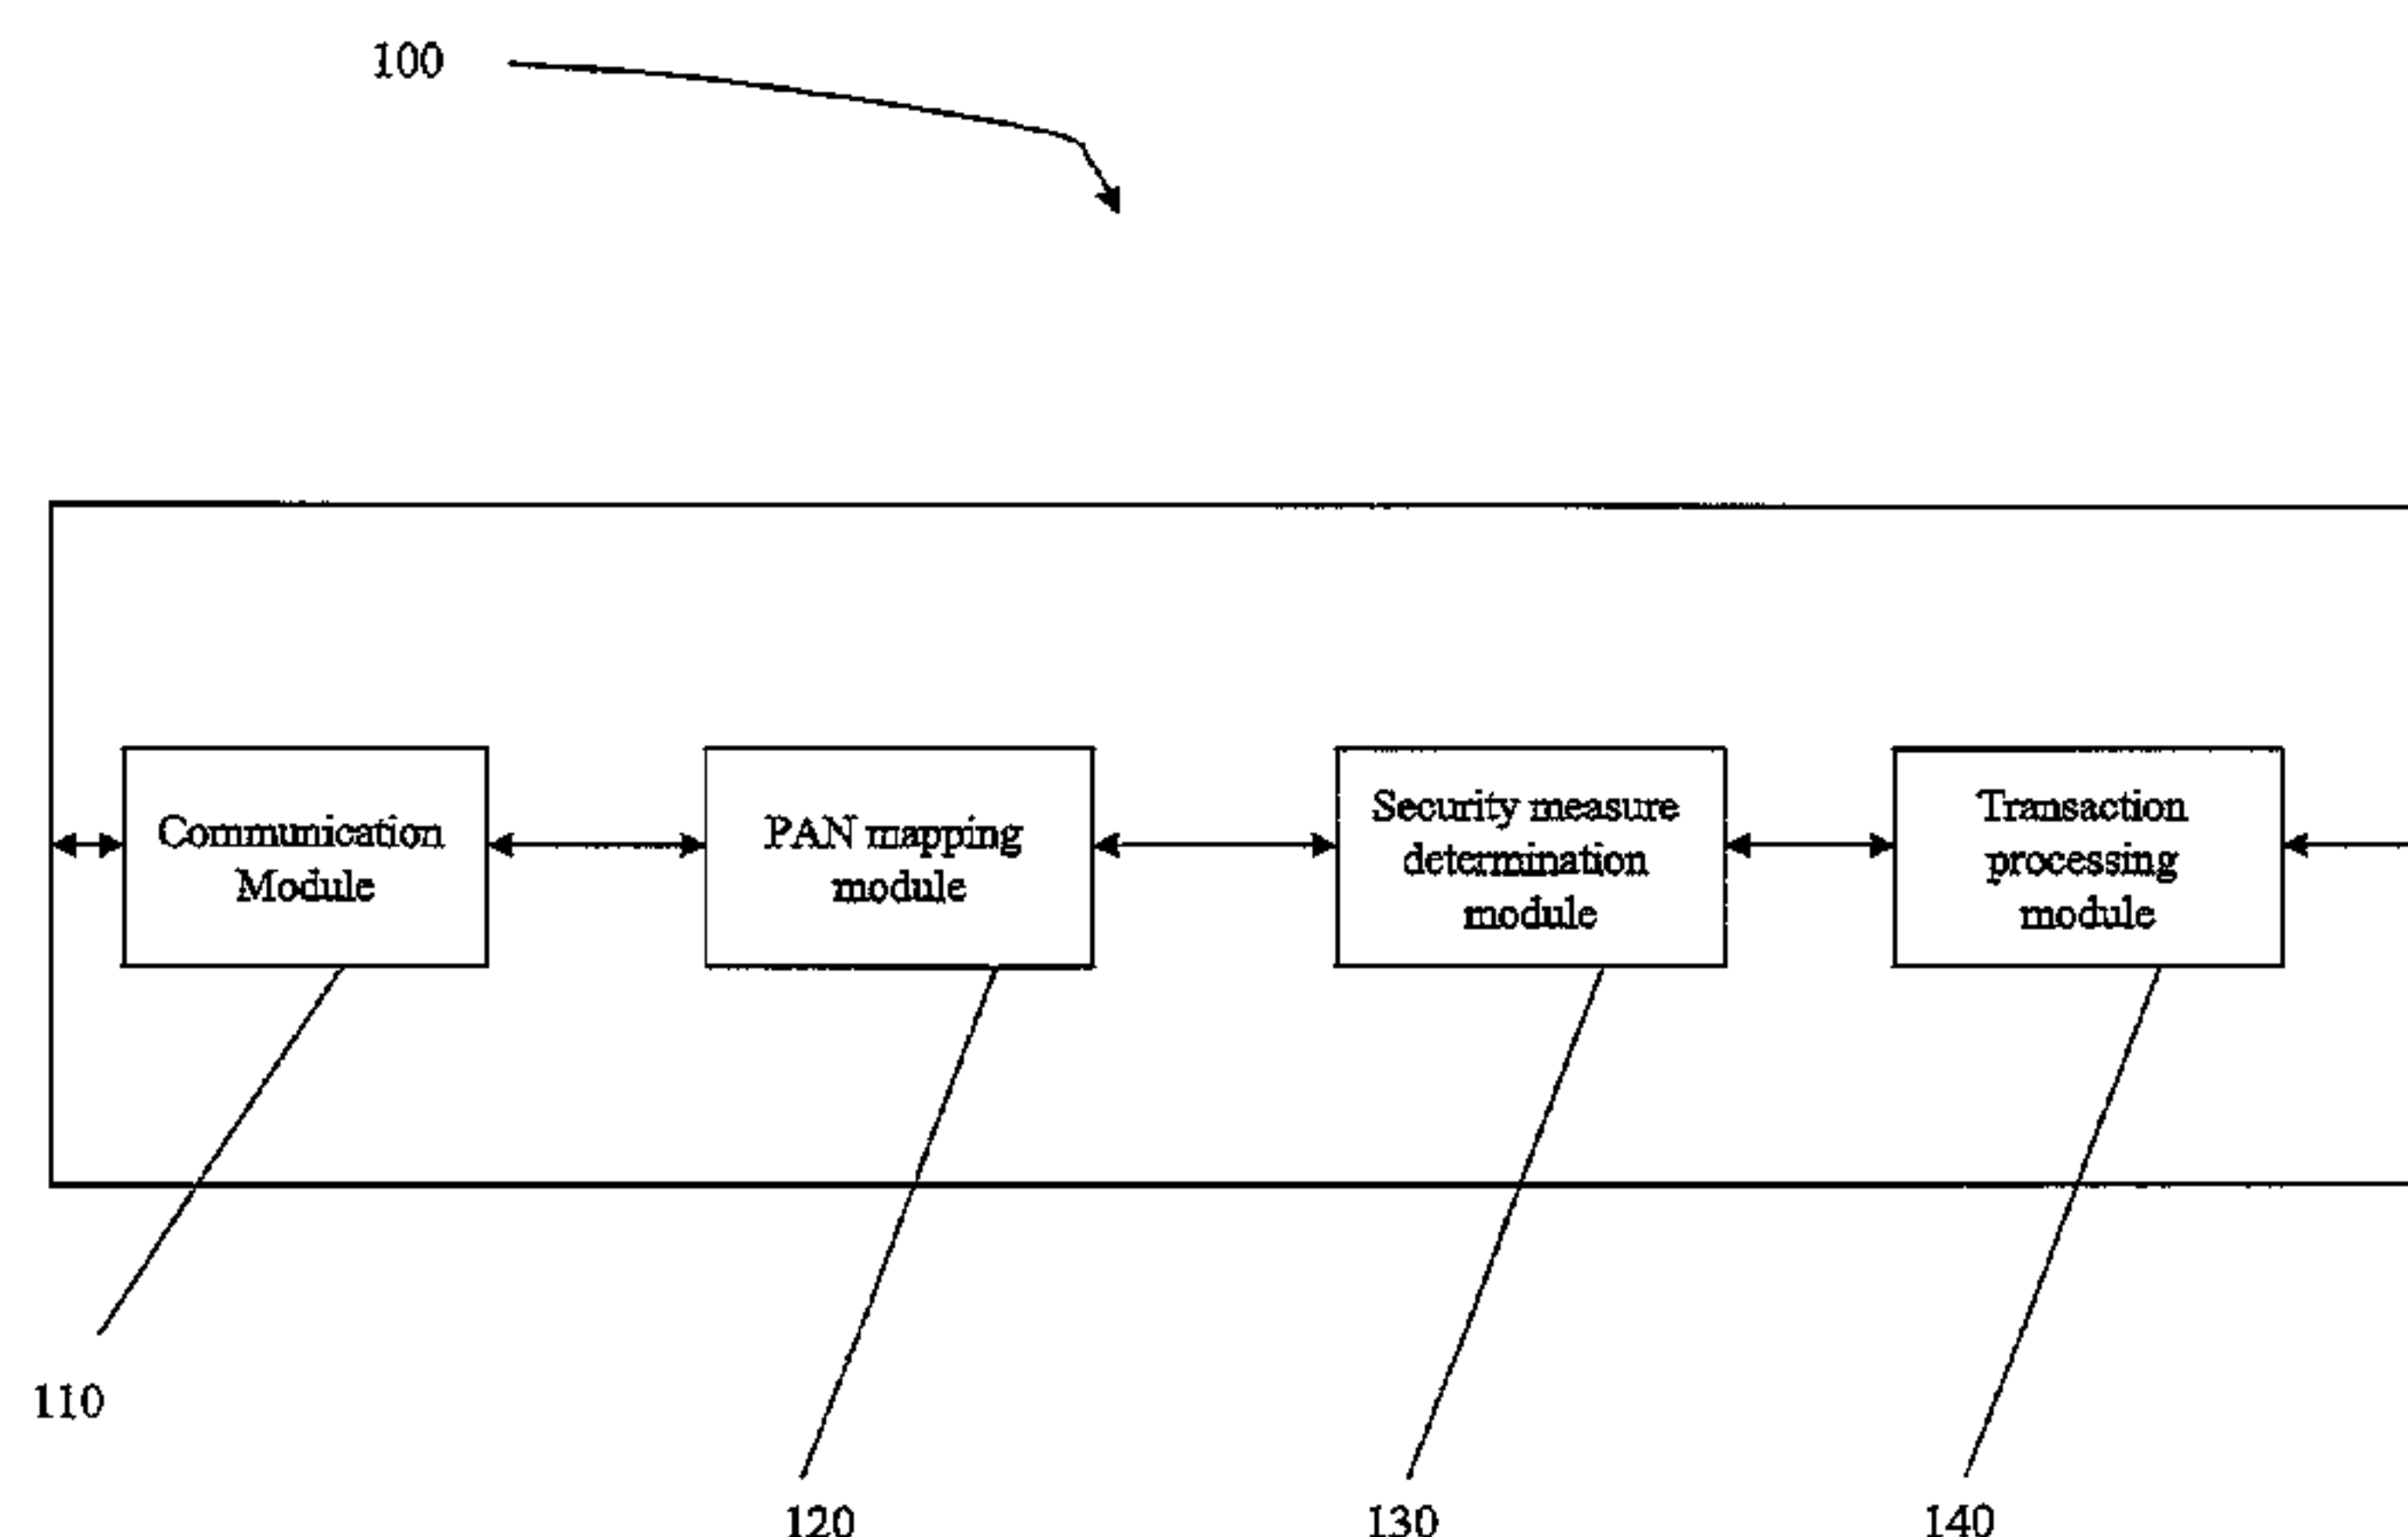 100
Communication
Module
PAN mapping
module
Security measure
determination
module
Transaction
processing
module
110
120
130
140